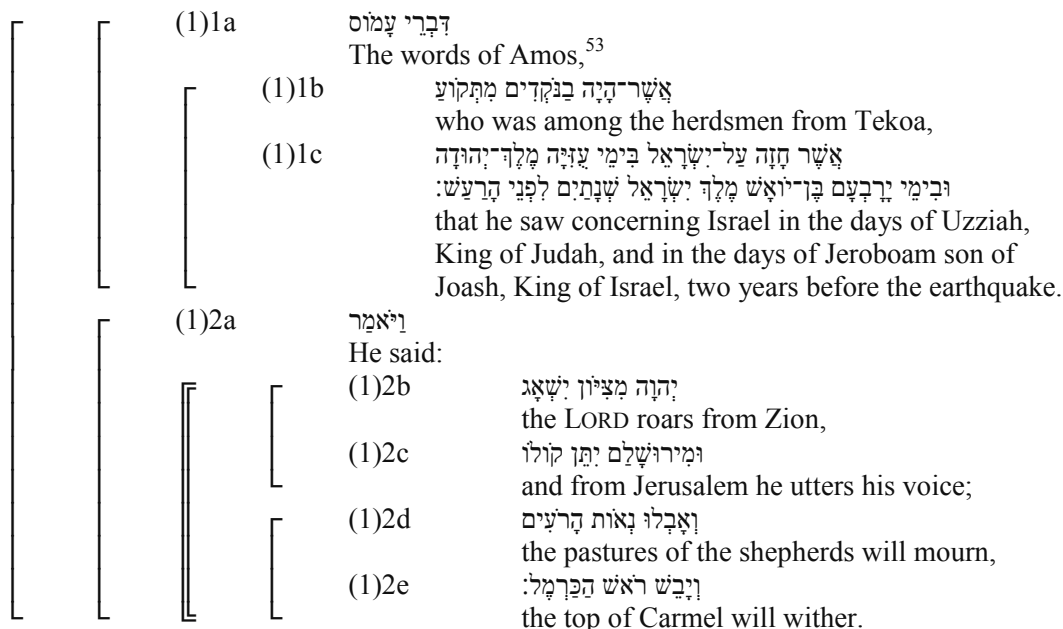 (1)1a דִּבְרֵי עָמוֹס
The words of Amos,53
(1)1b אֲשֶׁר־הָיָה בַנֹּקְדִים מִתְּקוֹעַ
who was among the herdsmen from Tekoa,
(1)1c אֲשֶׁר חָזָה עַל־יִשְׂרָאֵל בִּימֵי עֻזִיָּה מֶלֶךְ־יְהוּדָה
וּבִימֵי יָרָבְעָם בֶּן־יוֹאָשׁ מֶלֶךְ יִשְׂרָאֵל שְׁנָתַיִם לִפְנֵי הָרָעַשׁ׃
that he saw concerning Israel in the days of Uzziah,
King of Judah, and in the days of Jeroboam son of
Joash, King of Israel, two years before the earthquake.
(1)2a וַיֹּאמַר
He said:
(1)2b יְהוָה מִצִּיּוֹן יִשְׁאָג
the LORD roars from Zion,
(1)2c וּמִירוּשָׁלַםִ יִתֵּן קוֹלוֹ
and from Jerusalem he utters his voice;
(1)2d וְאָבְלוּ נְאוֹת הָרֹעִים
the pastures of the shepherds will mourn,
(1)2e וְיָבֵשׁ רֹאשׁ הַכַּרְמֶל׃
the top of Carmel will wither.